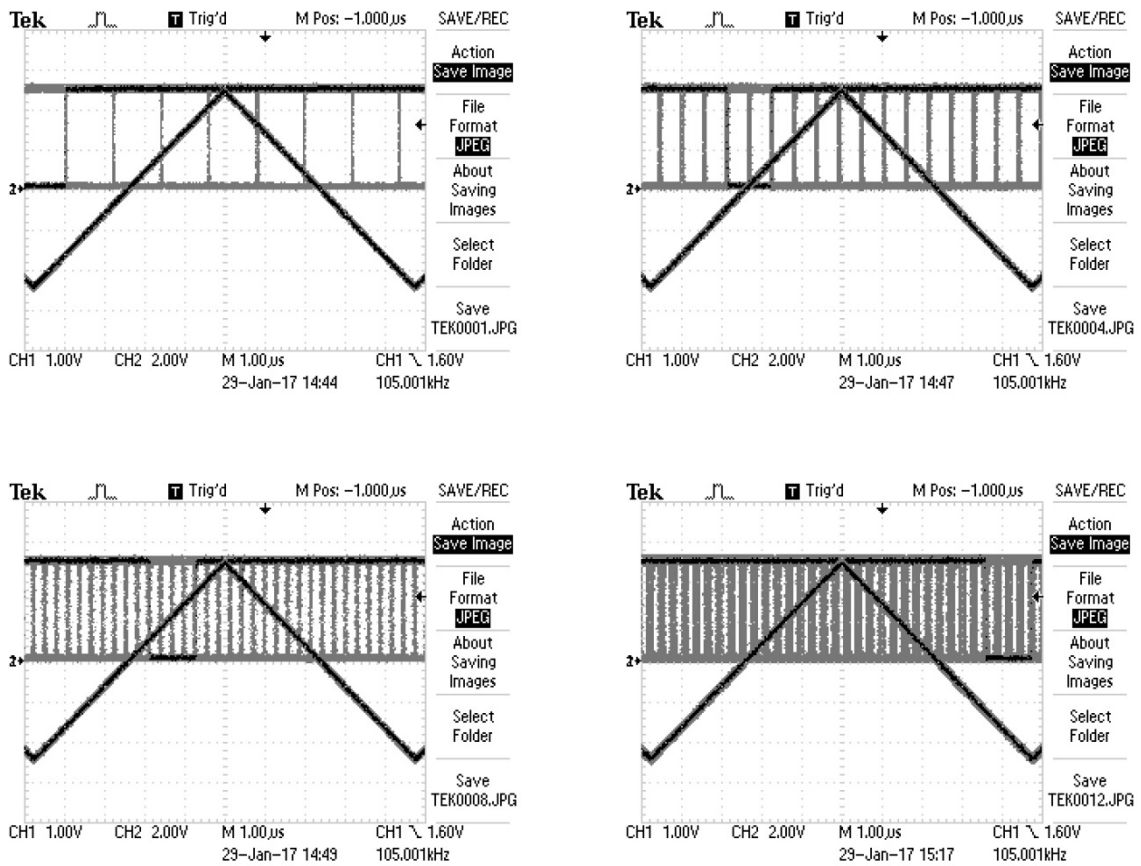 Tek T Trig'd M Pos: -1.000µs SAVE/REC
Action
Save Image
File
Format
JPEG
About
Saving
Images
Select
Folder
Save
TEK0001.JPG
2
CH1 1.00V CH2 2.00V M 1.00µs CH1 \ 1.60V
29-Jan-17 14:44 105.001kHz
Tek T Trig'd M Pos: -1.000µs SAVE/REC
Action
Save Image
File
Format
JPEG
About
Saving
Images
Select
Folder
Save
TEK0004.JPG
2
CH1 1.00V CH2 2.00V M 1.00µs CH1 \ 1.60V
29-Jan-17 14:47 105.001kHz
Tek T Trig'd M Pos: -1.000µs SAVE/REC
Action
Save Image
File
Format
JPEG
About
Saving
Images
Select
Folder
Save
TEK0008.JPG
2
CH1 1.00V CH2 2.00V M 1.00µs CH1 \ 1.60V
29-Jan-17 14:49 105.001kHz
Tek T Trig'd M Pos: -1.000µs SAVE/REC
Action
Save Image
File
Format
JPEG
About
Saving
Images
Select
Folder
Save
TEK0012.JPG
2
CH1 1.00V CH2 2.00V M 1.00µs CH1 \ 1.60V
29-Jan-17 15:17 105.001kHz